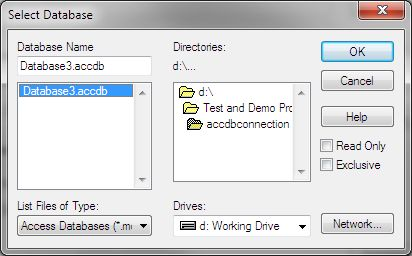 Select Database
Database Name
Database3.accdb
Database3.accdb
List Files of Type:
Access Databases (*.m
Directories:
d:\...
d:\
Test and Demo Pro
accdbconnection
Drives:
d: Working Drive
OK
Cancel
Help
Read Only
Exclusive
Network...